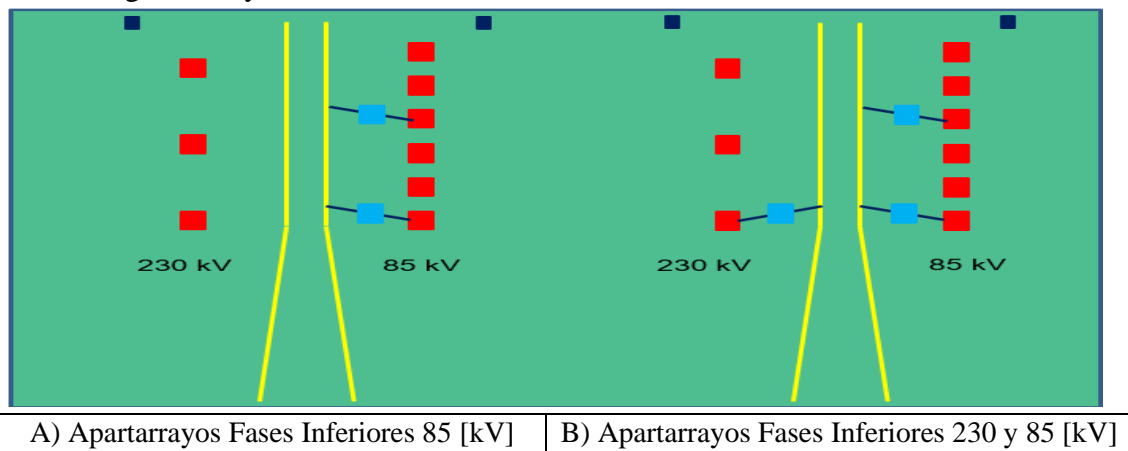 230 kV 85 kV 230 kV 85 kV
A) Apartarrayos Fases Inferiores 85 [kV] B) Apartarrayos Fases Inferiores 230 y 85 [kV]